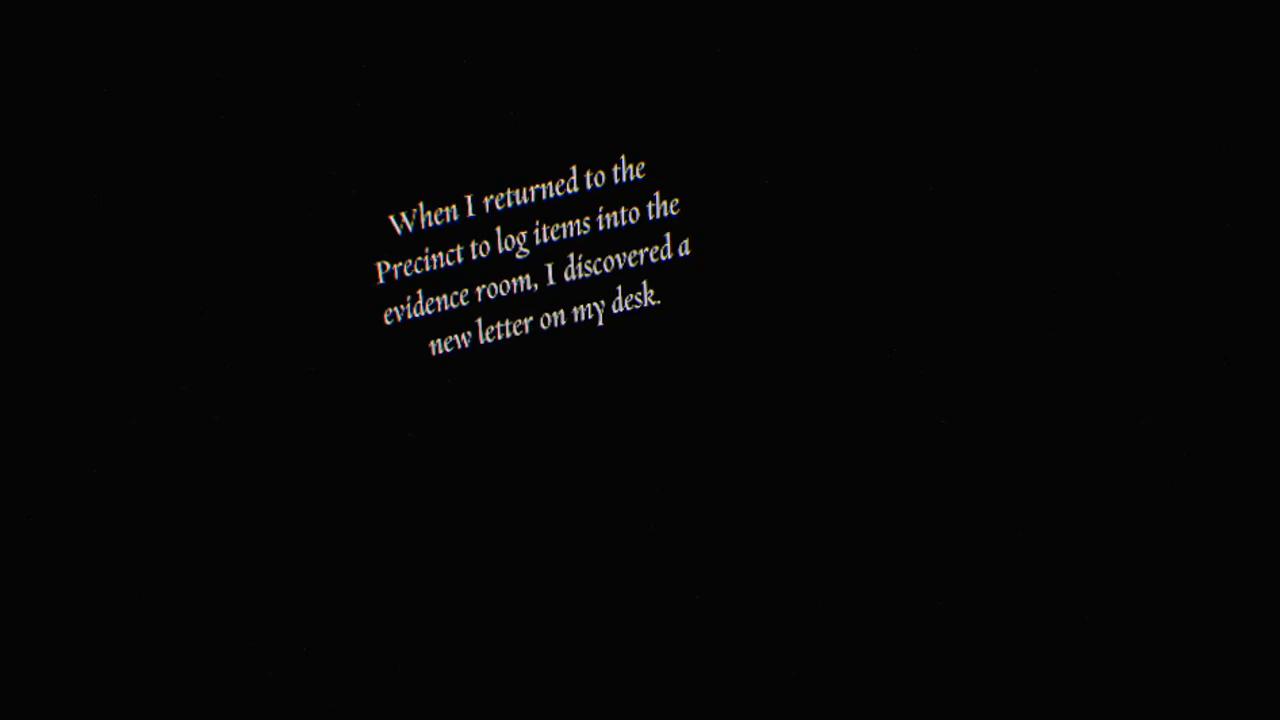 When I returned to the
Precinct to log items into the
evidence room, I discovered a
new letter on my desk.